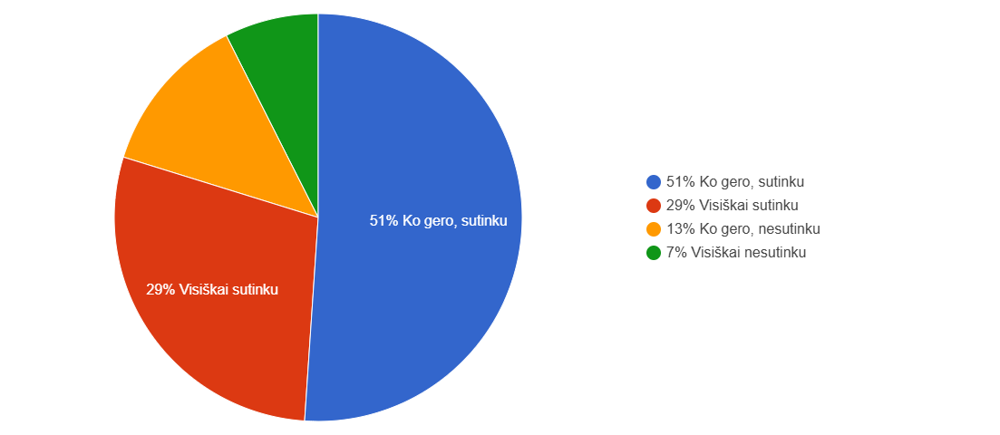 51% Ko gero, sutinku
29% Visiškai sutinku
51% Ko gero, sutinku
29% Visiškai sutinku
13% Ko gero, nesutinku
7% Visiškai nesutinku